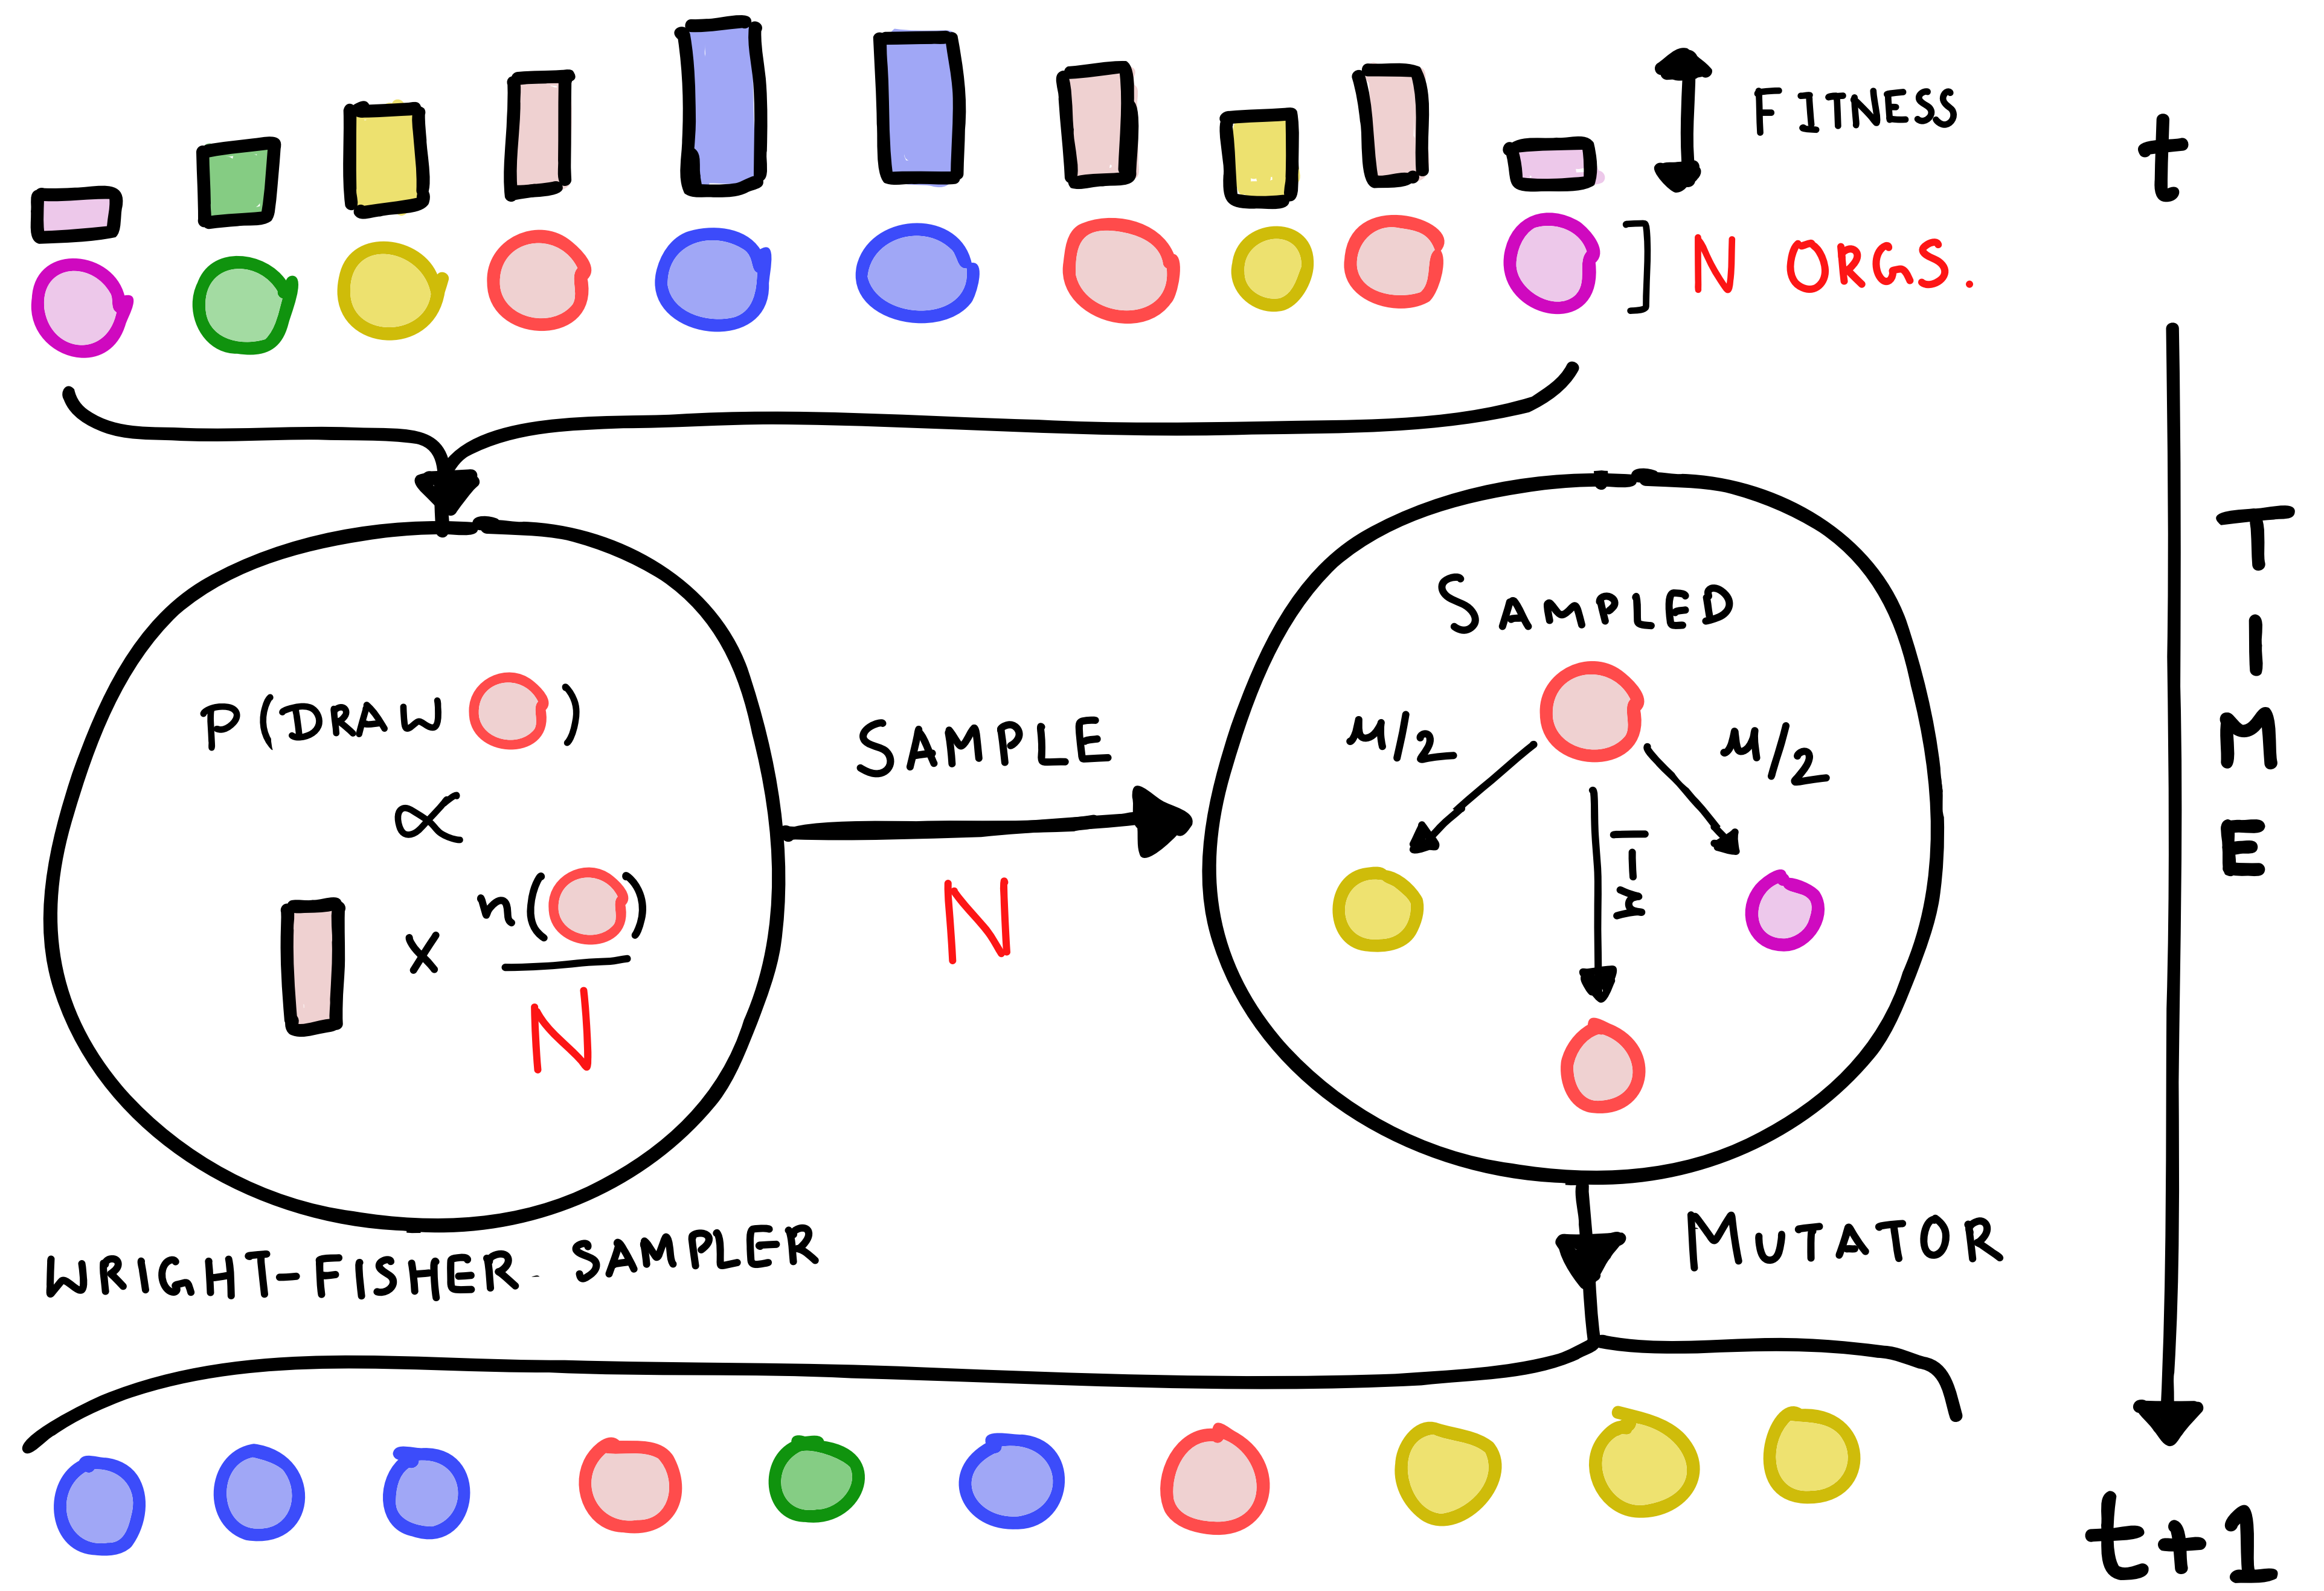 FITNESS
t
N ORGS.
TIME
SAMPLED
P(DRAW )
∝
× n( )
N
SAMPLE
N
μ/2
μ/2
1-μ
WRIGHT-FISHER SAMPLER
MUTATOR
t+1